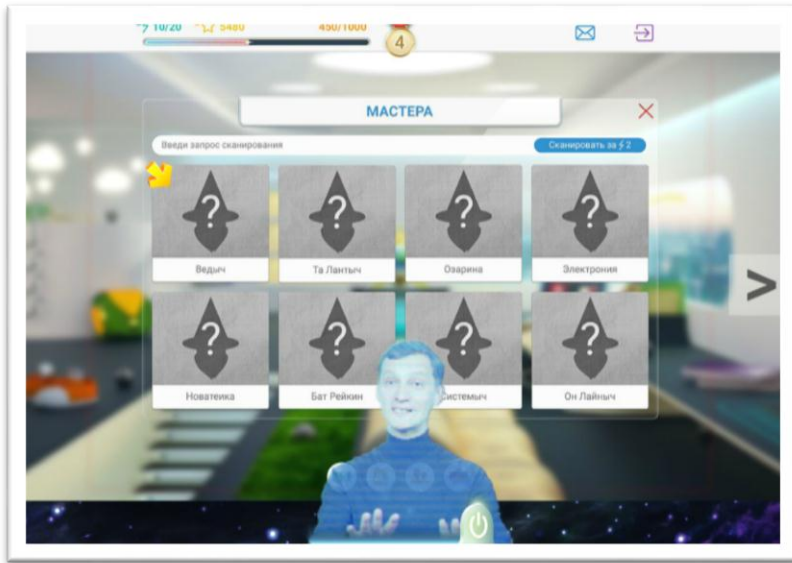 10/20 5480 450/1000
4
МАСТЕРА
Введи запрос сканирования
Сканировать за 2
? ? ? ?
Ведыч Та Лантыч Озарина Электрония
>
? ? ? ?
Новатеика Бат Рейкин Системыч Он Лайныч